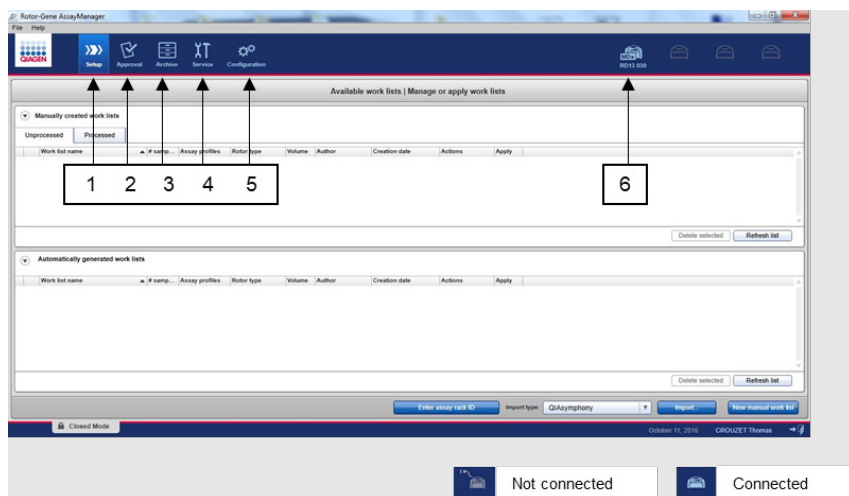 Rotor-Gene AssayManager
File Help
QIAGEN
Setup Approval Archive Service Configuration
MDx
RD13 038
Available work lists | Manage or apply work lists
Manually created work lists
Unprocessed Processed
Work list name # samp... Assay profiles Rotor type Volume Author Creation date Actions Apply
1 2 3 4 5 6
Delete selected Refresh list
Automatically generated work lists
Work list name # samp... Assay profiles Rotor type Volume Author Creation date Actions Apply
Delete selected Refresh list
Enter assay rack ID Import type: QIAsymphony Import... New manual work list
Closed Mode
October 11, 2016 CROUZET Thomas
Not connected Connected